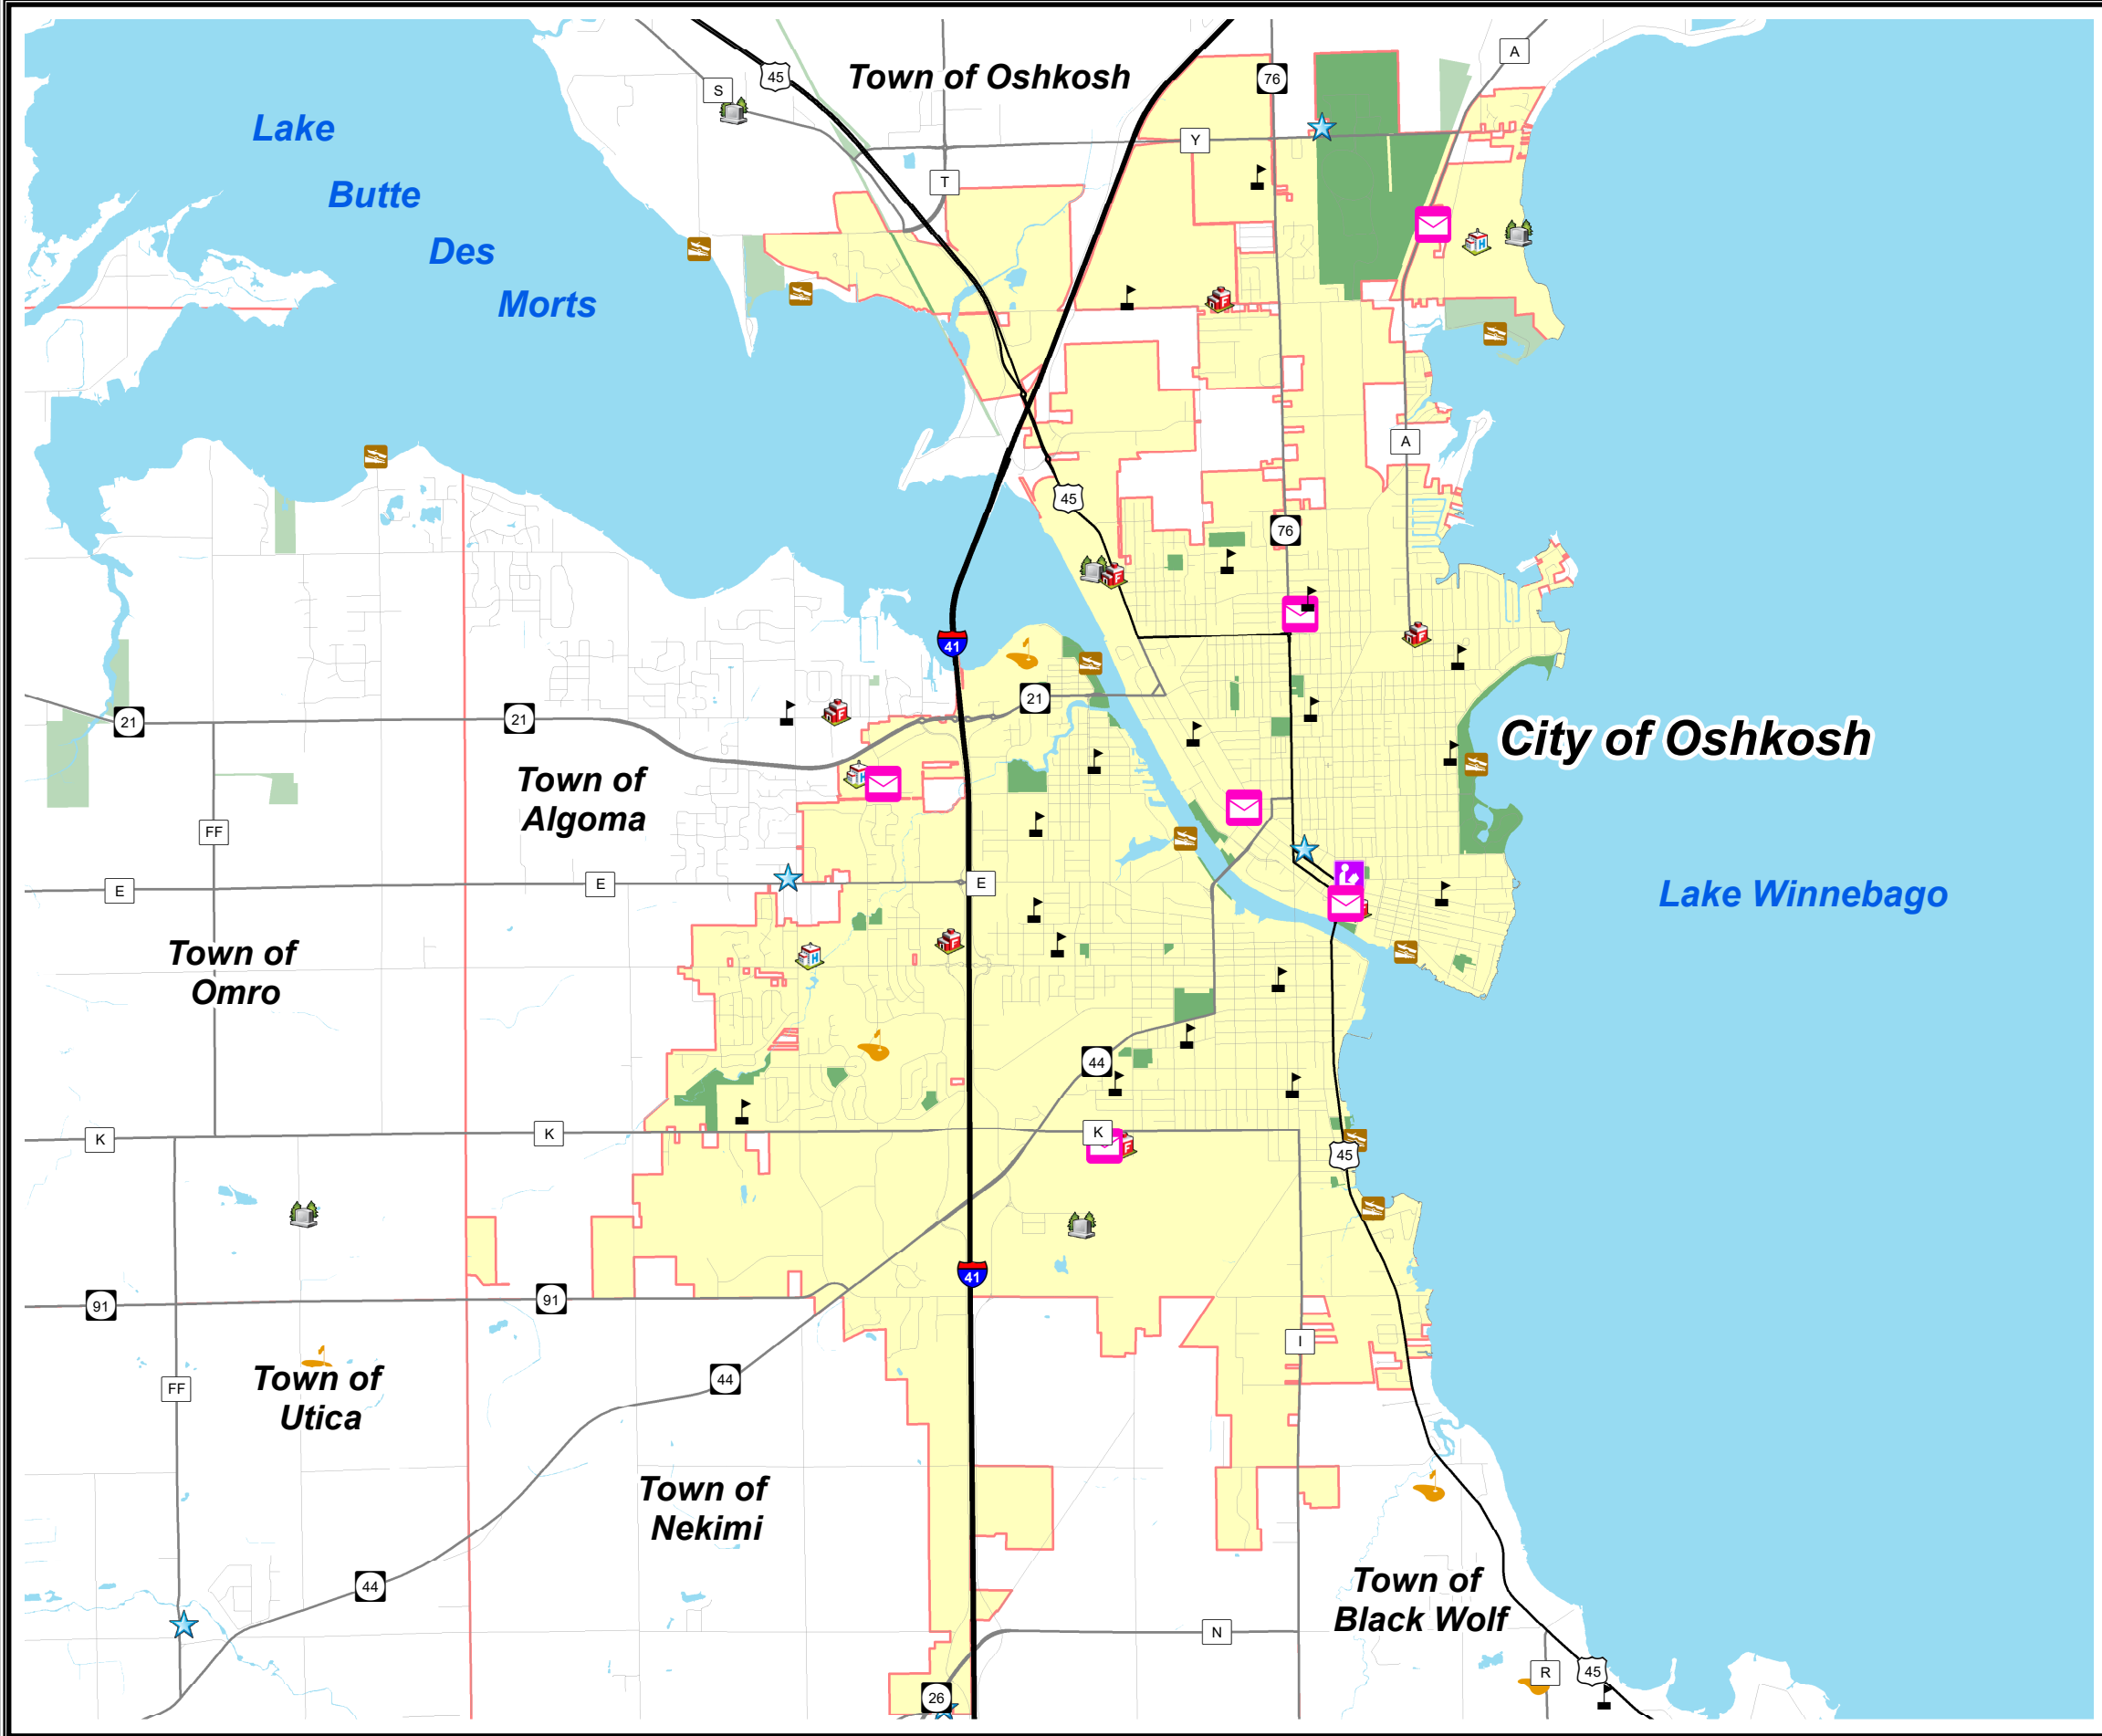 45
Town of Oshkosh
A
76
S
Lake
Y
T
Butte
Des
Morts
A
45
76
41
21
21
21
City of Oshkosh
Town of
Algoma
FF
E
E
E
Lake Winnebago
Town of
Omro
44
K
K
K
45
41
91
91
I
FF
Town of
Utica
44
Town of
Nekimi
44
Town of
Black Wolf
N
R
45
26
H
H
H
F
F
F
F
F
F